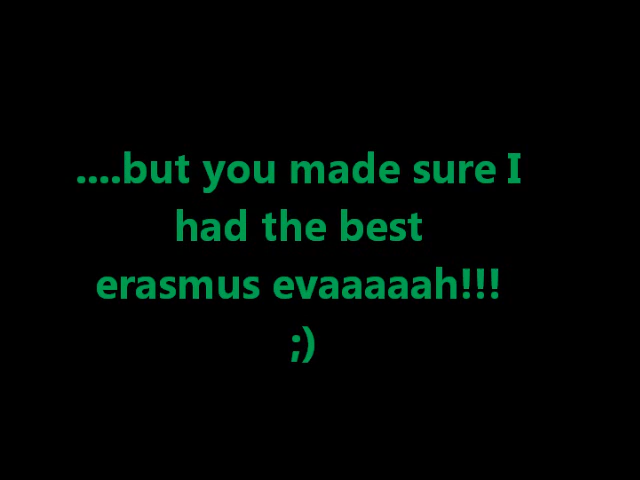 ....but you made sure I
had the best
erasmus evaaaaah!!!
;)